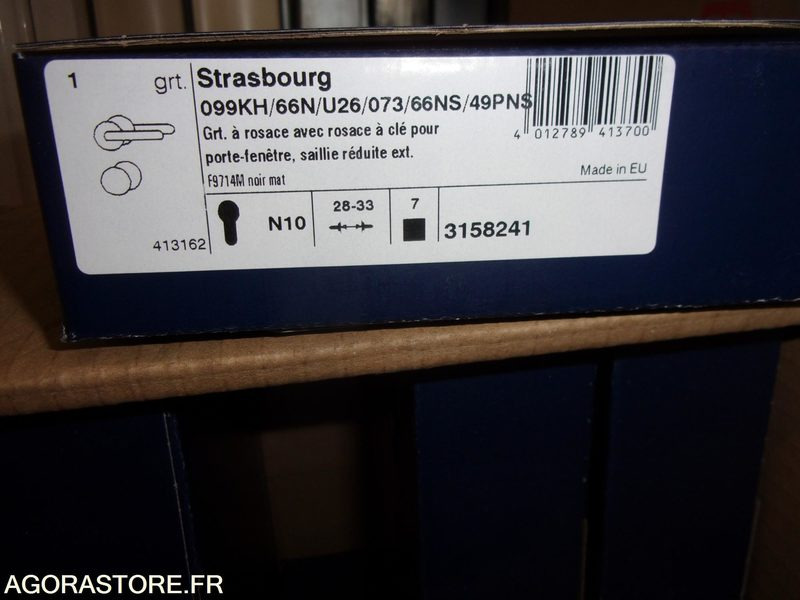 1 grt. Strasbourg
099KH/66N/U26/073/66NS/49PNS
Grt. à rosace avec rosace à clé pour
porte-fenêtre, saillie réduite ext.
F9714M noir mat
4 012789 413700
Made in EU
413162
N10
28-33
7
3158241
AGORASTORE.FR